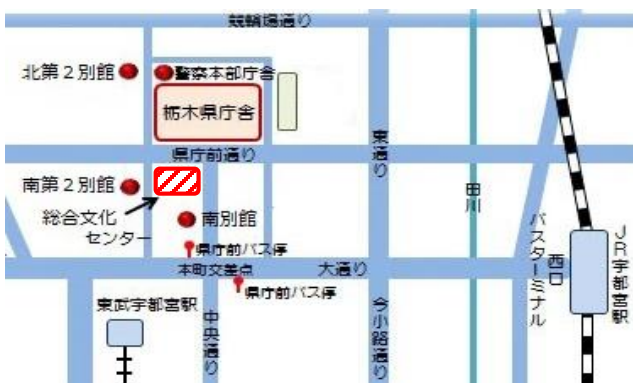 競輪場通り
北第2別館
警察本部庁舎
栃木県庁舎
県庁前通り
東通り
南第2別館
総合文化
センター
南別館
田川
県庁前バス停
本町交差点
大通り
県庁前バス停
東武宇都宮駅
中央通り
今小路通り
西口
バスターミナル
JR宇都宮駅